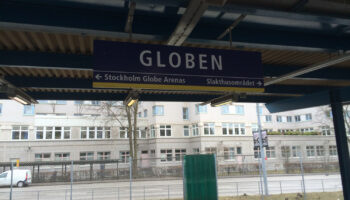 GLOBEN
← Stockholm Globe Arenas Slakthusområdet →